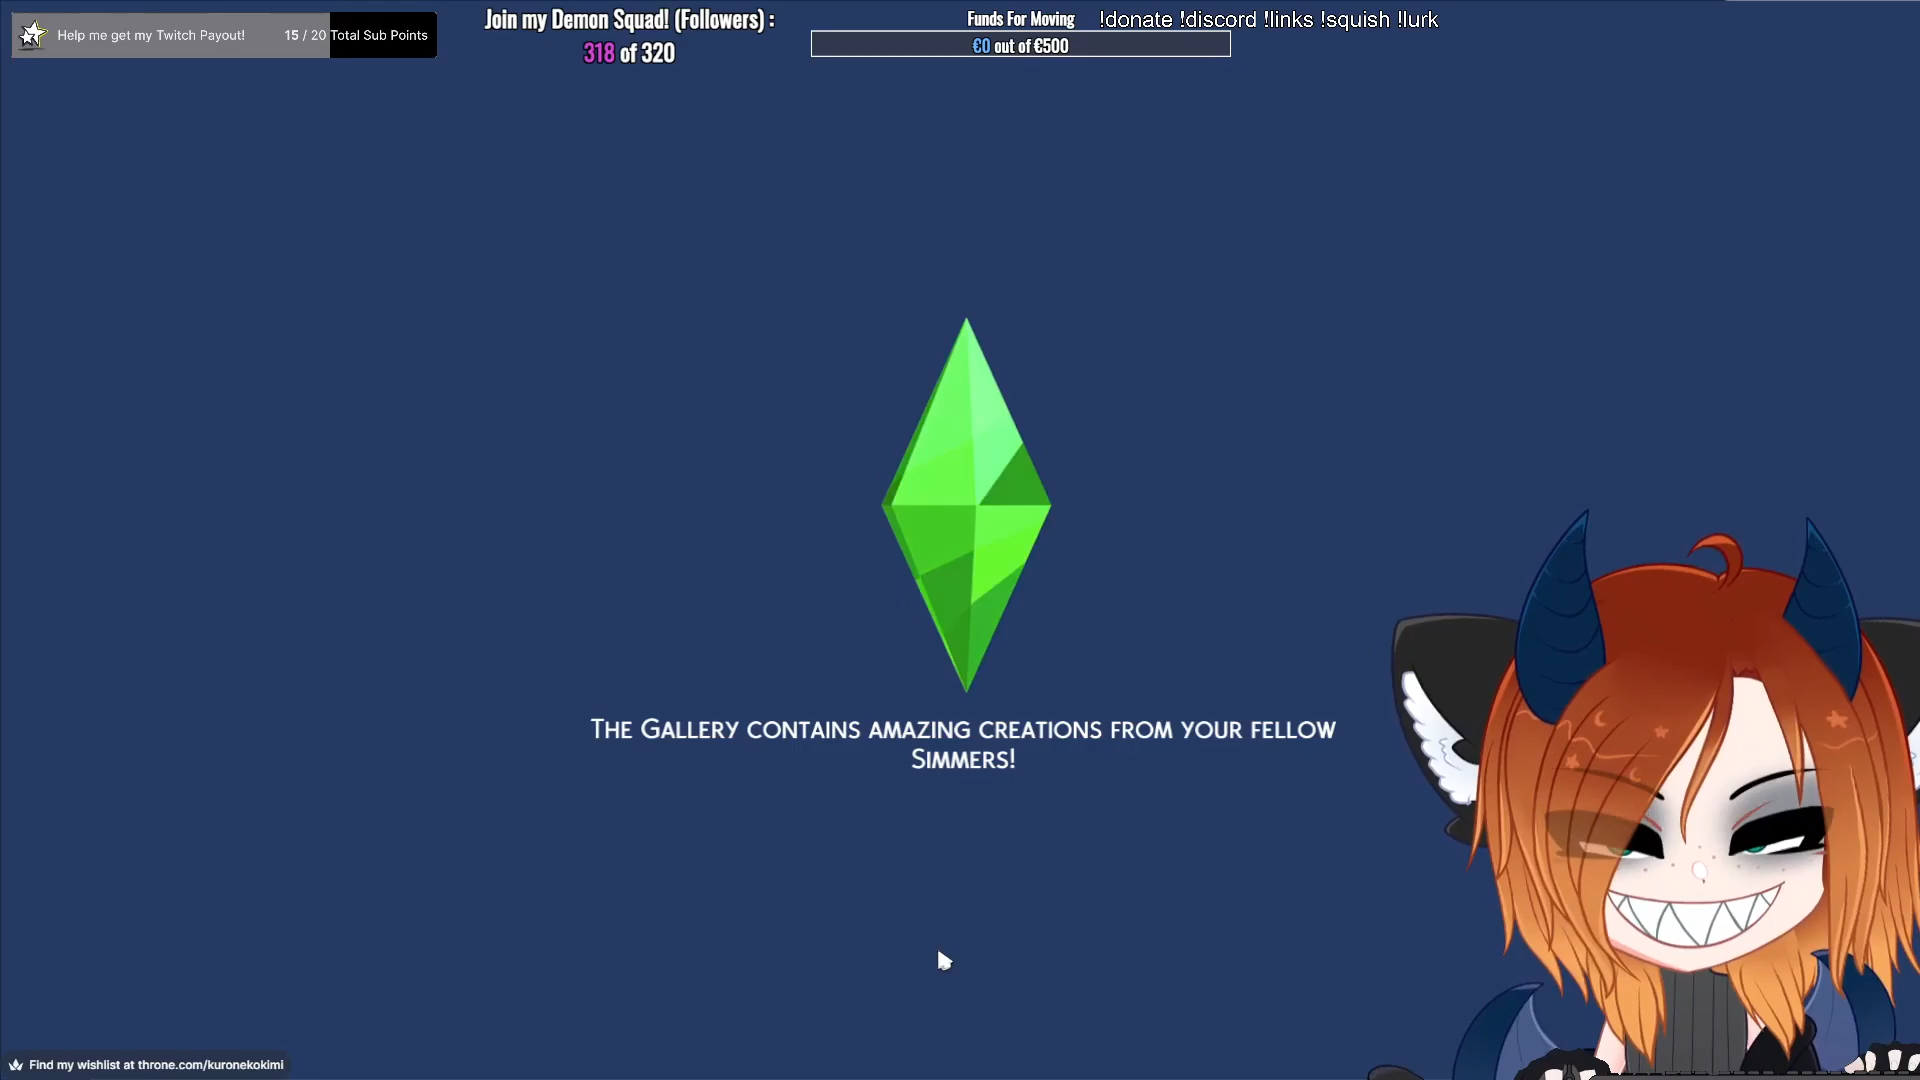 Help me get my Twitch Payout! 15 / 20 Total Sub Points
Join my Demon Squad! (Followers) :
318 of 320
Funds For Moving
€0 out of €500
!donate !discord !links !squish !lurk
The Gallery contains amazing creations from your fellow
Simmers!
Find my wishlist at throne.com/kuronekokimi